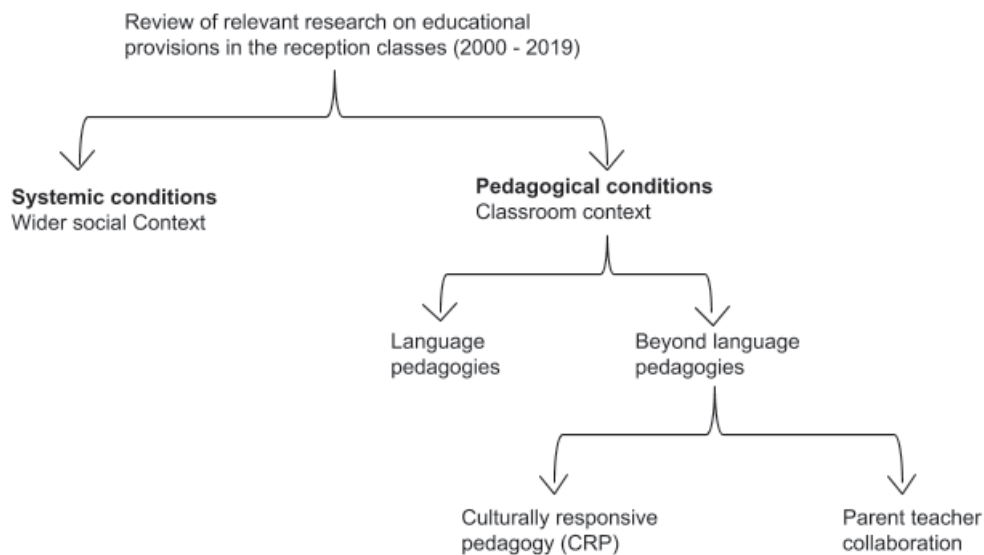 Review of relevant research on educational
provisions in the reception classes (2000 - 2019)
Systemic conditions
Wider social Context
Pedagogical conditions
Classroom context
Language
pedagogies
Beyond language
pedagogies
Culturally responsive
pedagogy (CRP)
Parent teacher
collaboration